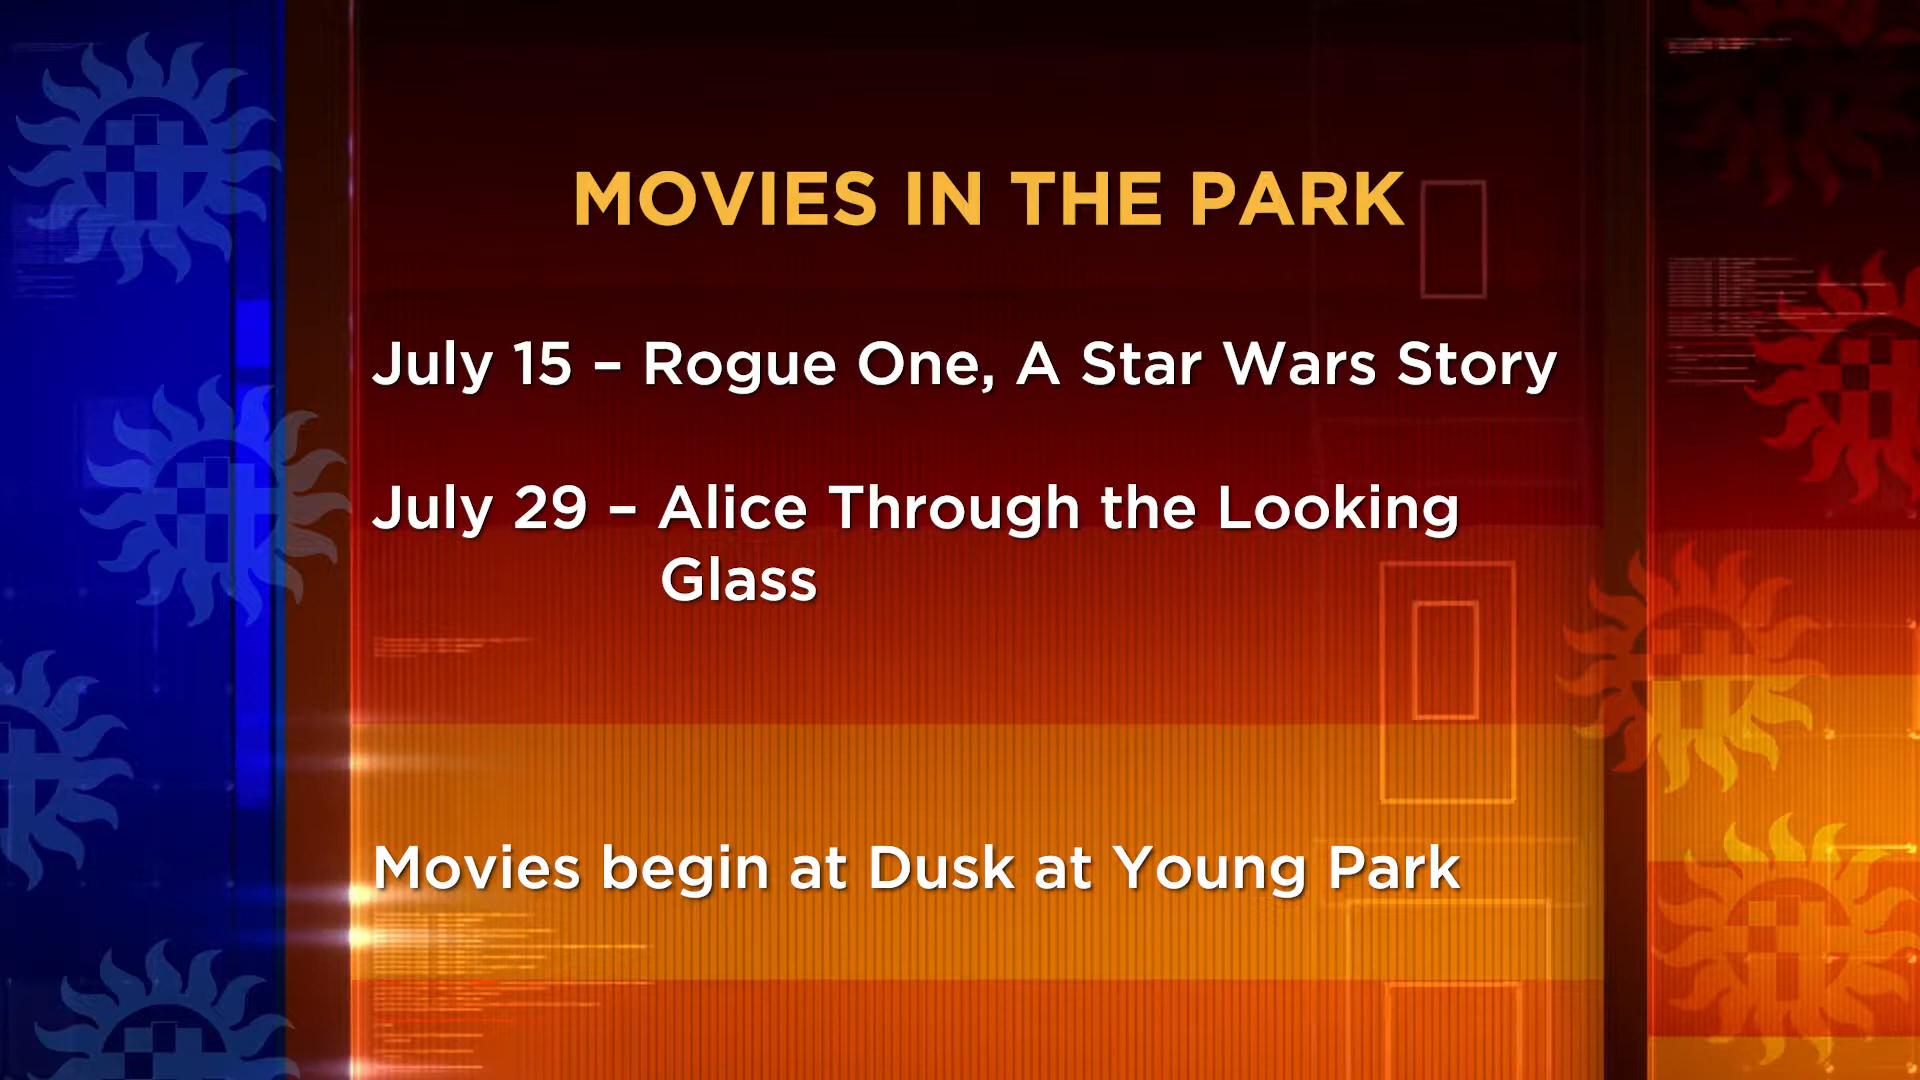 MOVIES IN THE PARK
July 15 – Rogue One, A Star Wars Story
July 29 – Alice Through the Looking
Glass
Movies begin at Dusk at Young Park